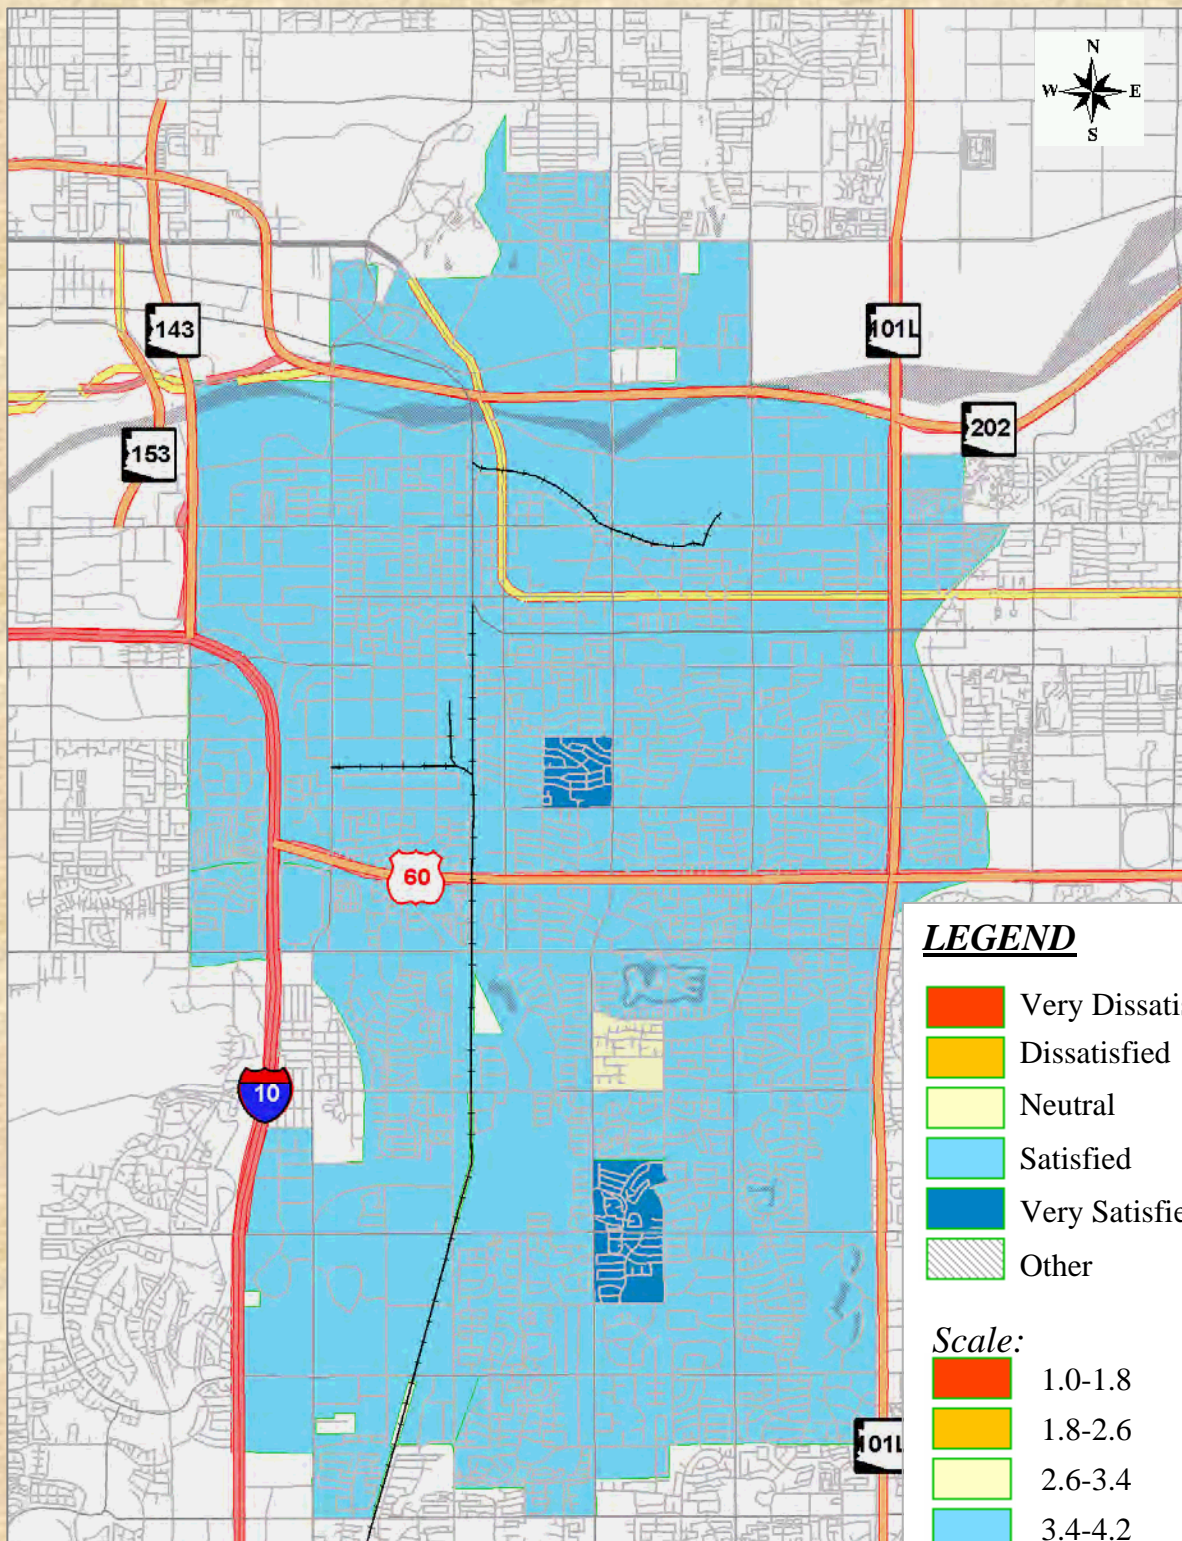 N
W E
S
143
101L
202
153
60
LEGEND
Very Dissatis
Dissatisfied
Neutral
10
Satisfied
Very Satisfie
Other
Scale:
1.0-1.8
101L
1.8-2.6
2.6-3.4
3.4-4.2